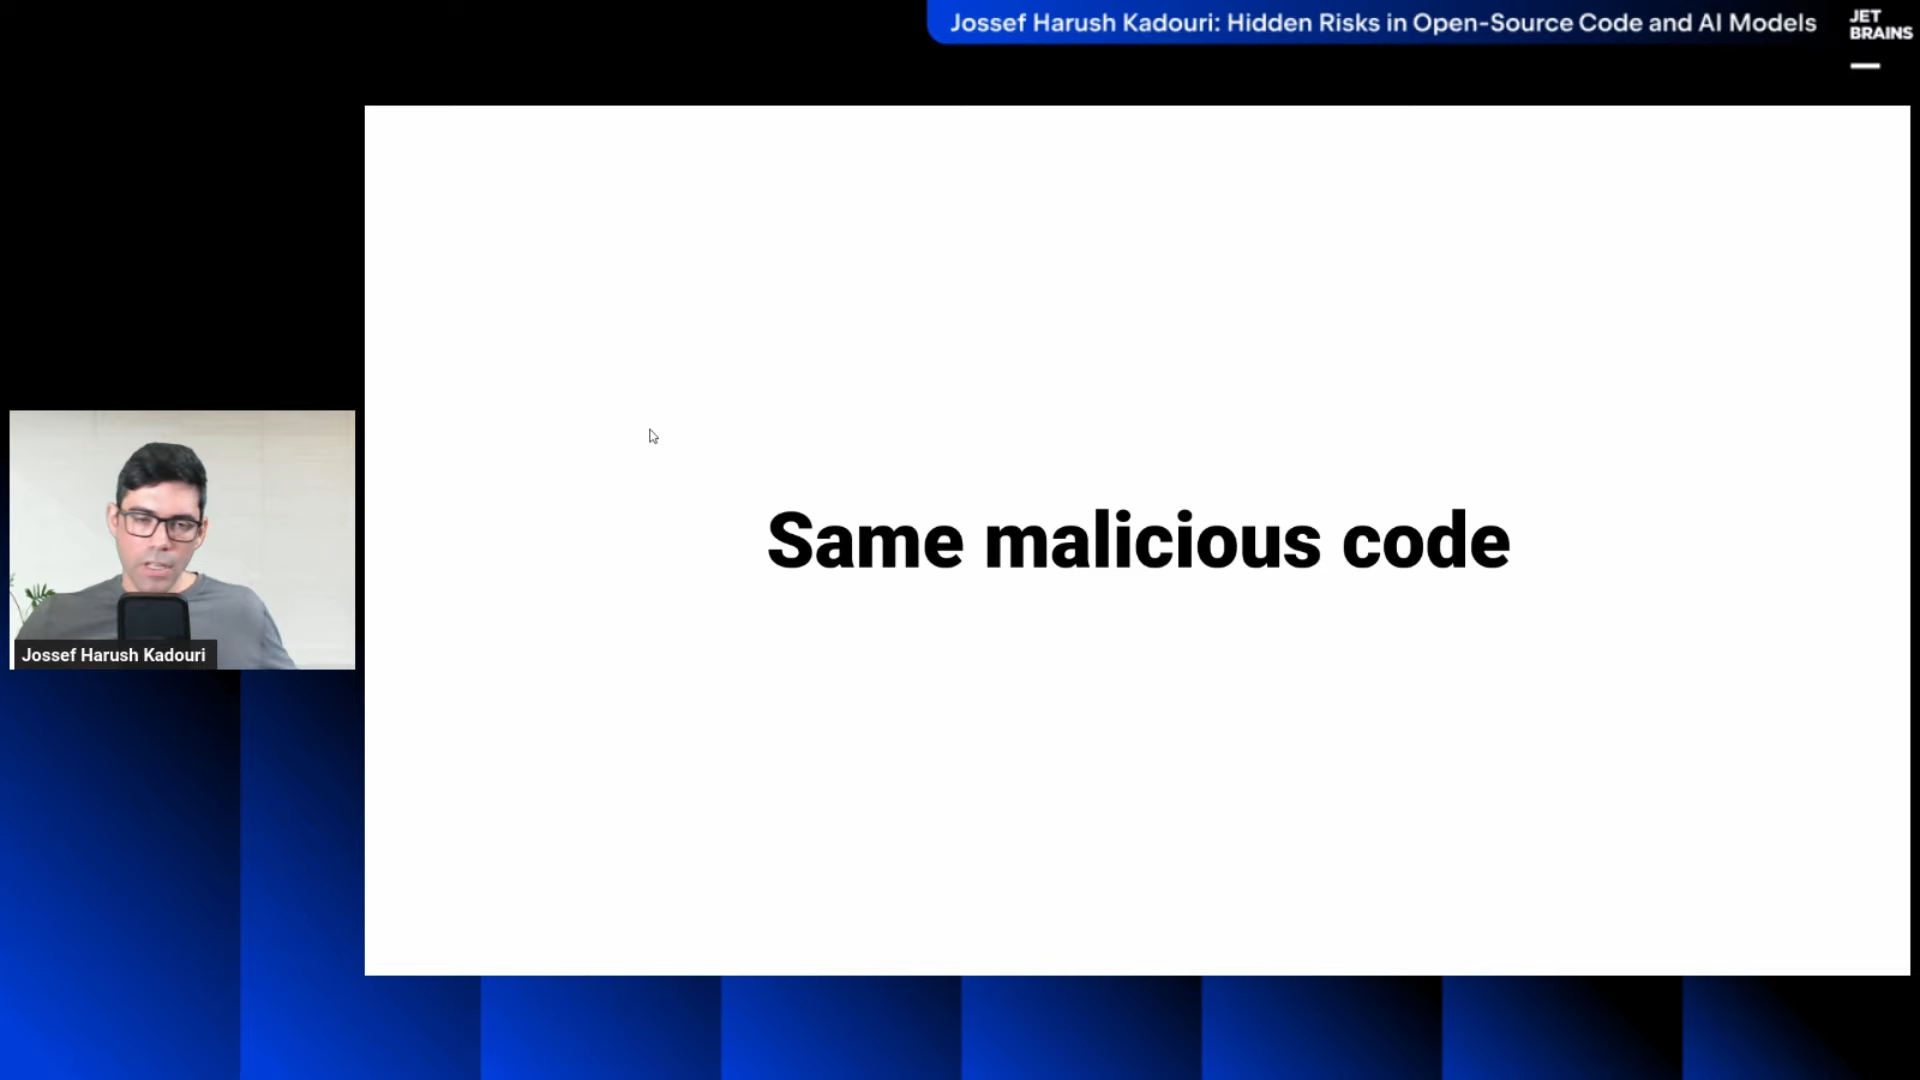 Jossef Harush Kadouri: Hidden Risks in Open-Source Code and AI Models
JET
BRAINS
Same malicious code
Jossef Harush Kadouri